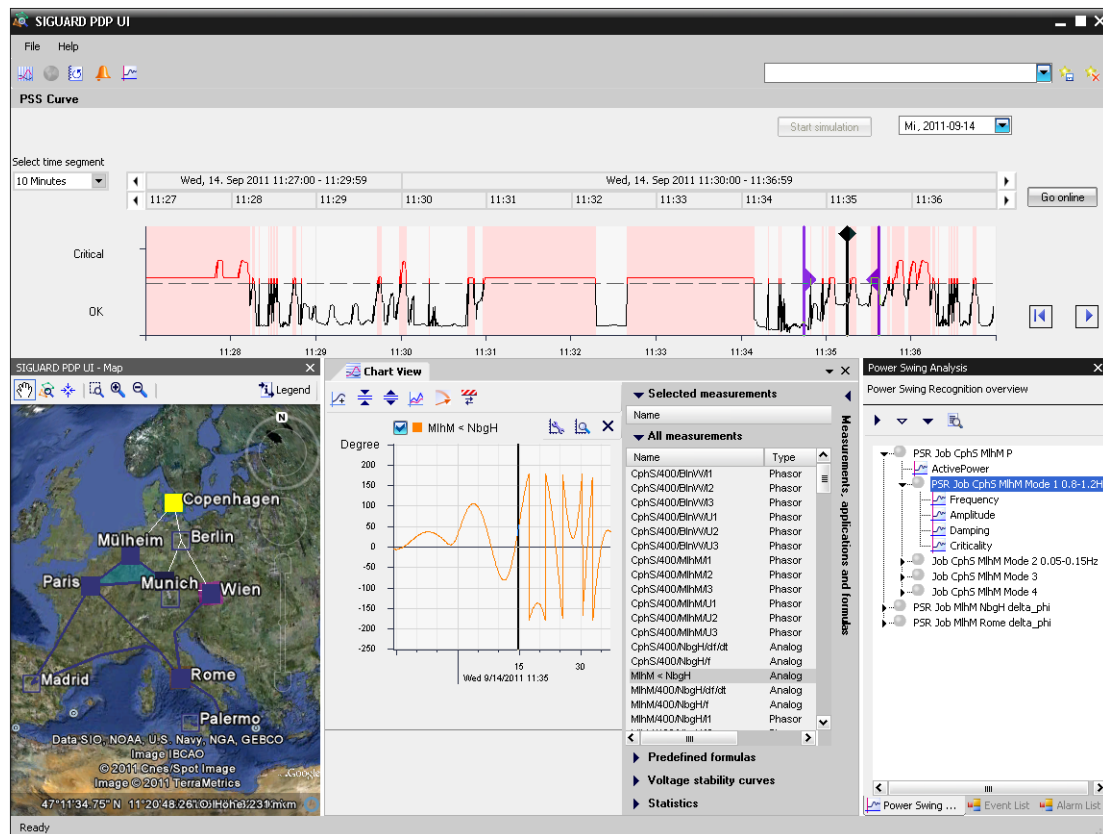 SIGUARD PDP UI
File Help
PSS Curve
Start simulation
Mi, 2011-09-14
Select time segment
10 Minutes
Wed, 14. Sep 2011 11:27:00 - 11:29:59
Wed, 14. Sep 2011 11:30:00 - 11:36:59
11:27 11:28 11:29 11:30 11:31 11:32 11:33 11:34 11:35 11:36
Go online
Critical
OK
11:28 11:29 11:30 11:31 11:32 11:33 11:34 11:35 11:36
SIGUARD PDP UI - Map
Legend
N
Copenhagen
Mülheim
Berlin
Paris
Munich
Wien
Madrid
Rome
Palermo
Data SIO, NOAA, U.S. Navy, NGA, GEBCO
Image IBCAO
© 2011 Cnes/Spot Image
Image © 2011 TerraMetrics
Google
47°11'34.75" N
Chart View
MlhM < NbgH
Degree
200
150
100
50
0
-50
-100
-150
-200
-250
15 30
Wed 9/14/2011 11:35
Selected measurements
Name
All measurements
Name Type
CphS/400/BlnW/I1 Phasor
CphS/400/BlnW/I2 Phasor
CphS/400/BlnW/I3 Phasor
CphS/400/BlnW/U1 Phasor
CphS/400/BlnW/U2 Phasor
CphS/400/BlnW/U3 Phasor
CphS/400/MlhM/I1 Phasor
CphS/400/MlhM/I2 Phasor
CphS/400/MlhM/I3 Phasor
CphS/400/MlhM/U1 Phasor
CphS/400/MlhM/U2 Phasor
CphS/400/MlhM/U3 Phasor
CphS/400/NbgH/df/dt Analog
CphS/400/NbgH/f Analog
MlhM < NbgH Analog
MlhM/400/NbgH/df/dt Analog
MlhM/400/NbgH/f Analog
MlhM/400/NbgH/I1 Phasor
Predefined formulas
Voltage stability curves
Statistics
Measurements, applications and formulas
Power Swing Analysis
Power Swing Recognition overview
PSR Job CphS MlhM P
ActivePower
PSR Job CphS MlhM Mode 1 0.8-1.2H
Frequency
Amplitude
Damping
Criticality
Job CphS MlhM Mode 2 0.05-0.15Hz
Job CphS MlhM Mode 3
Job CphS MlhM Mode 4
PSR Job MlhM NbgH delta_phi
PSR Job MlhM Rome delta_phi
Power Swing ... Event List Alarm List
Ready